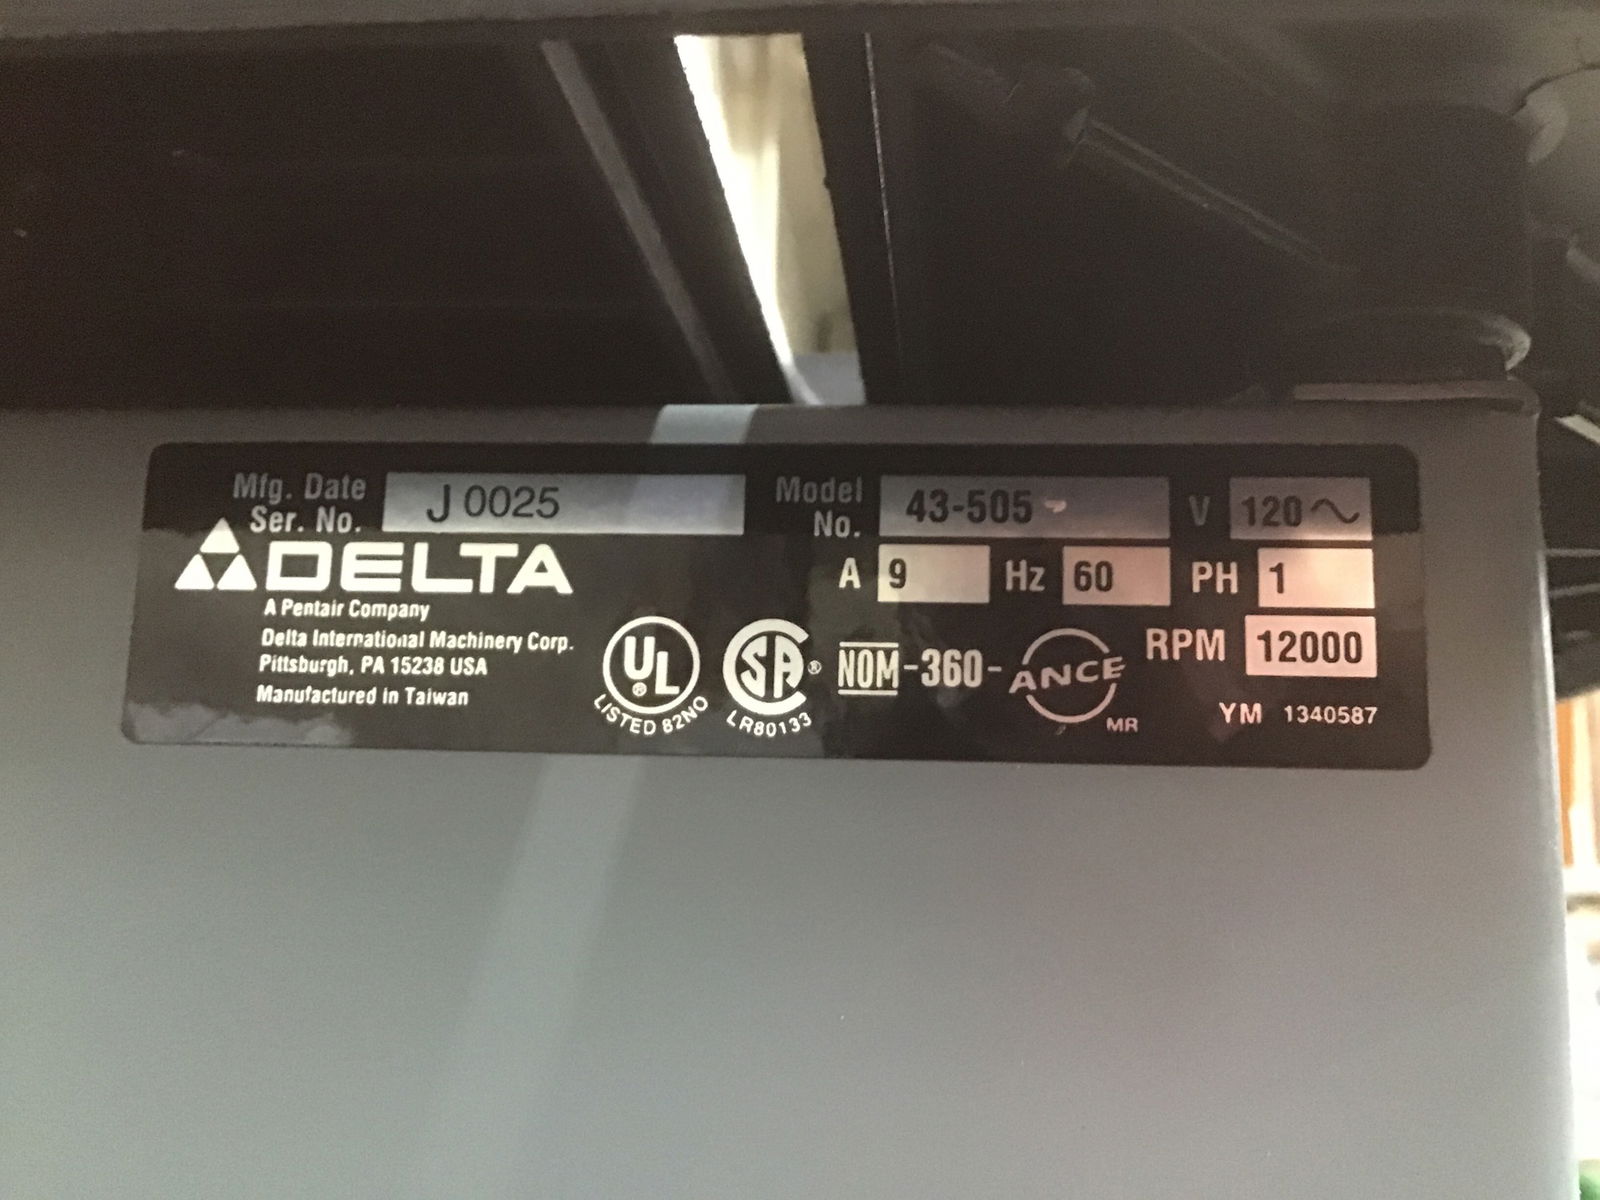 Mfg. Date
Ser. No.
J 0025
Model
No.
43-505
V 120~
DELTA
A 9 Hz 60 PH 1
A Pentair Company
Delta International Machinery Corp.
Pittsburgh, PA 15238 USA
Manufactured in Taiwan
UL®
LISTED 82NO
SA®
LR80133
NOM-360-
ANCE
MR
RPM 12000
YM 1340587